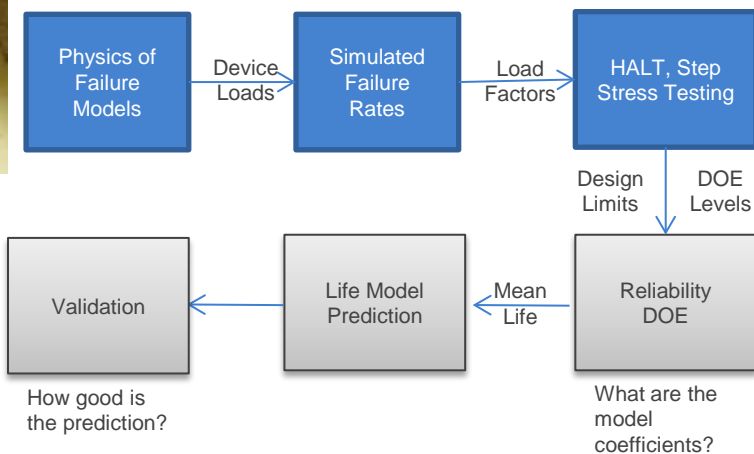 Physics of
Failure
Models
Device
Loads
Simulated
Failure
Rates
Load
Factors
HALT, Step
Stress Testing
Design
Limits
DOE
Levels
Validation
Life Model
Prediction
Mean
Life
Reliability
DOE
How good is
the prediction?
What are the
model
coefficients?